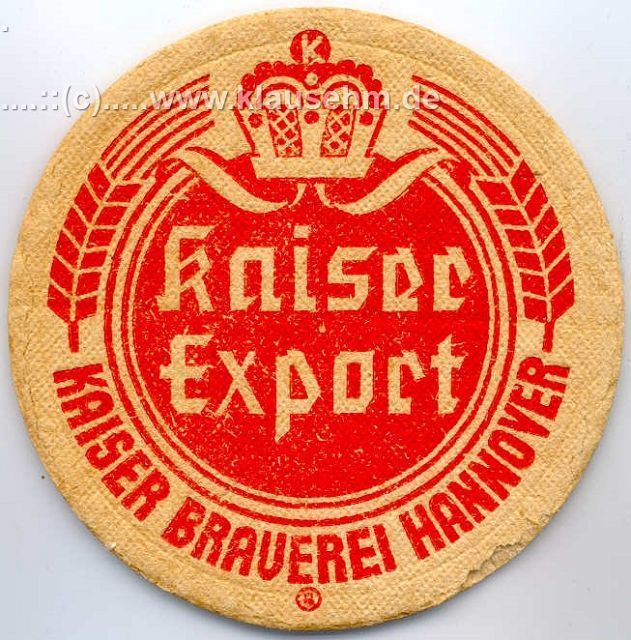 K
.....::(c).....www.klausehm.de
Kaiser
Export
KAISER BRAUEREI HANNOVER